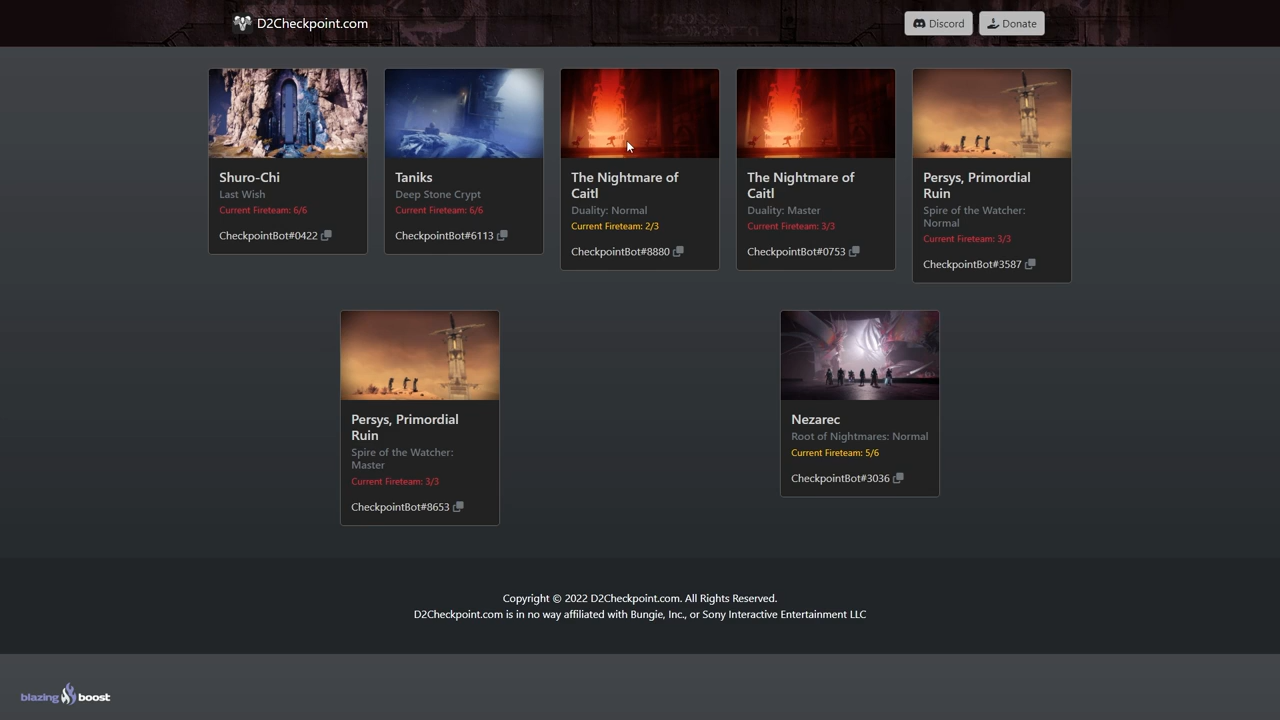 D2Checkpoint.com
Discord
Donate
Shuro-Chi
Last Wish
Current Fireteam: 6/6
CheckpointBot#0422
Taniks
Deep Stone Crypt
Current Fireteam: 6/6
CheckpointBot#6113
The Nightmare of
Caitl
Duality: Normal
Current Fireteam: 2/3
CheckpointBot#8880
The Nightmare of
Caitl
Duality: Master
Current Fireteam: 3/3
CheckpointBot#0753
Persys, Primordial
Ruin
Spire of the Watcher:
Normal
Current Fireteam: 3/3
CheckpointBot#3587
Persys, Primordial
Ruin
Spire of the Watcher:
Master
Current Fireteam: 3/3
CheckpointBot#8653
Nezarec
Root of Nightmares: Normal
Current Fireteam: 5/6
CheckpointBot#3036
Copyright © 2022 D2Checkpoint.com. All Rights Reserved.
D2Checkpoint.com is in no way affiliated with Bungie, Inc., or Sony Interactive Entertainment LLC
blazing boost